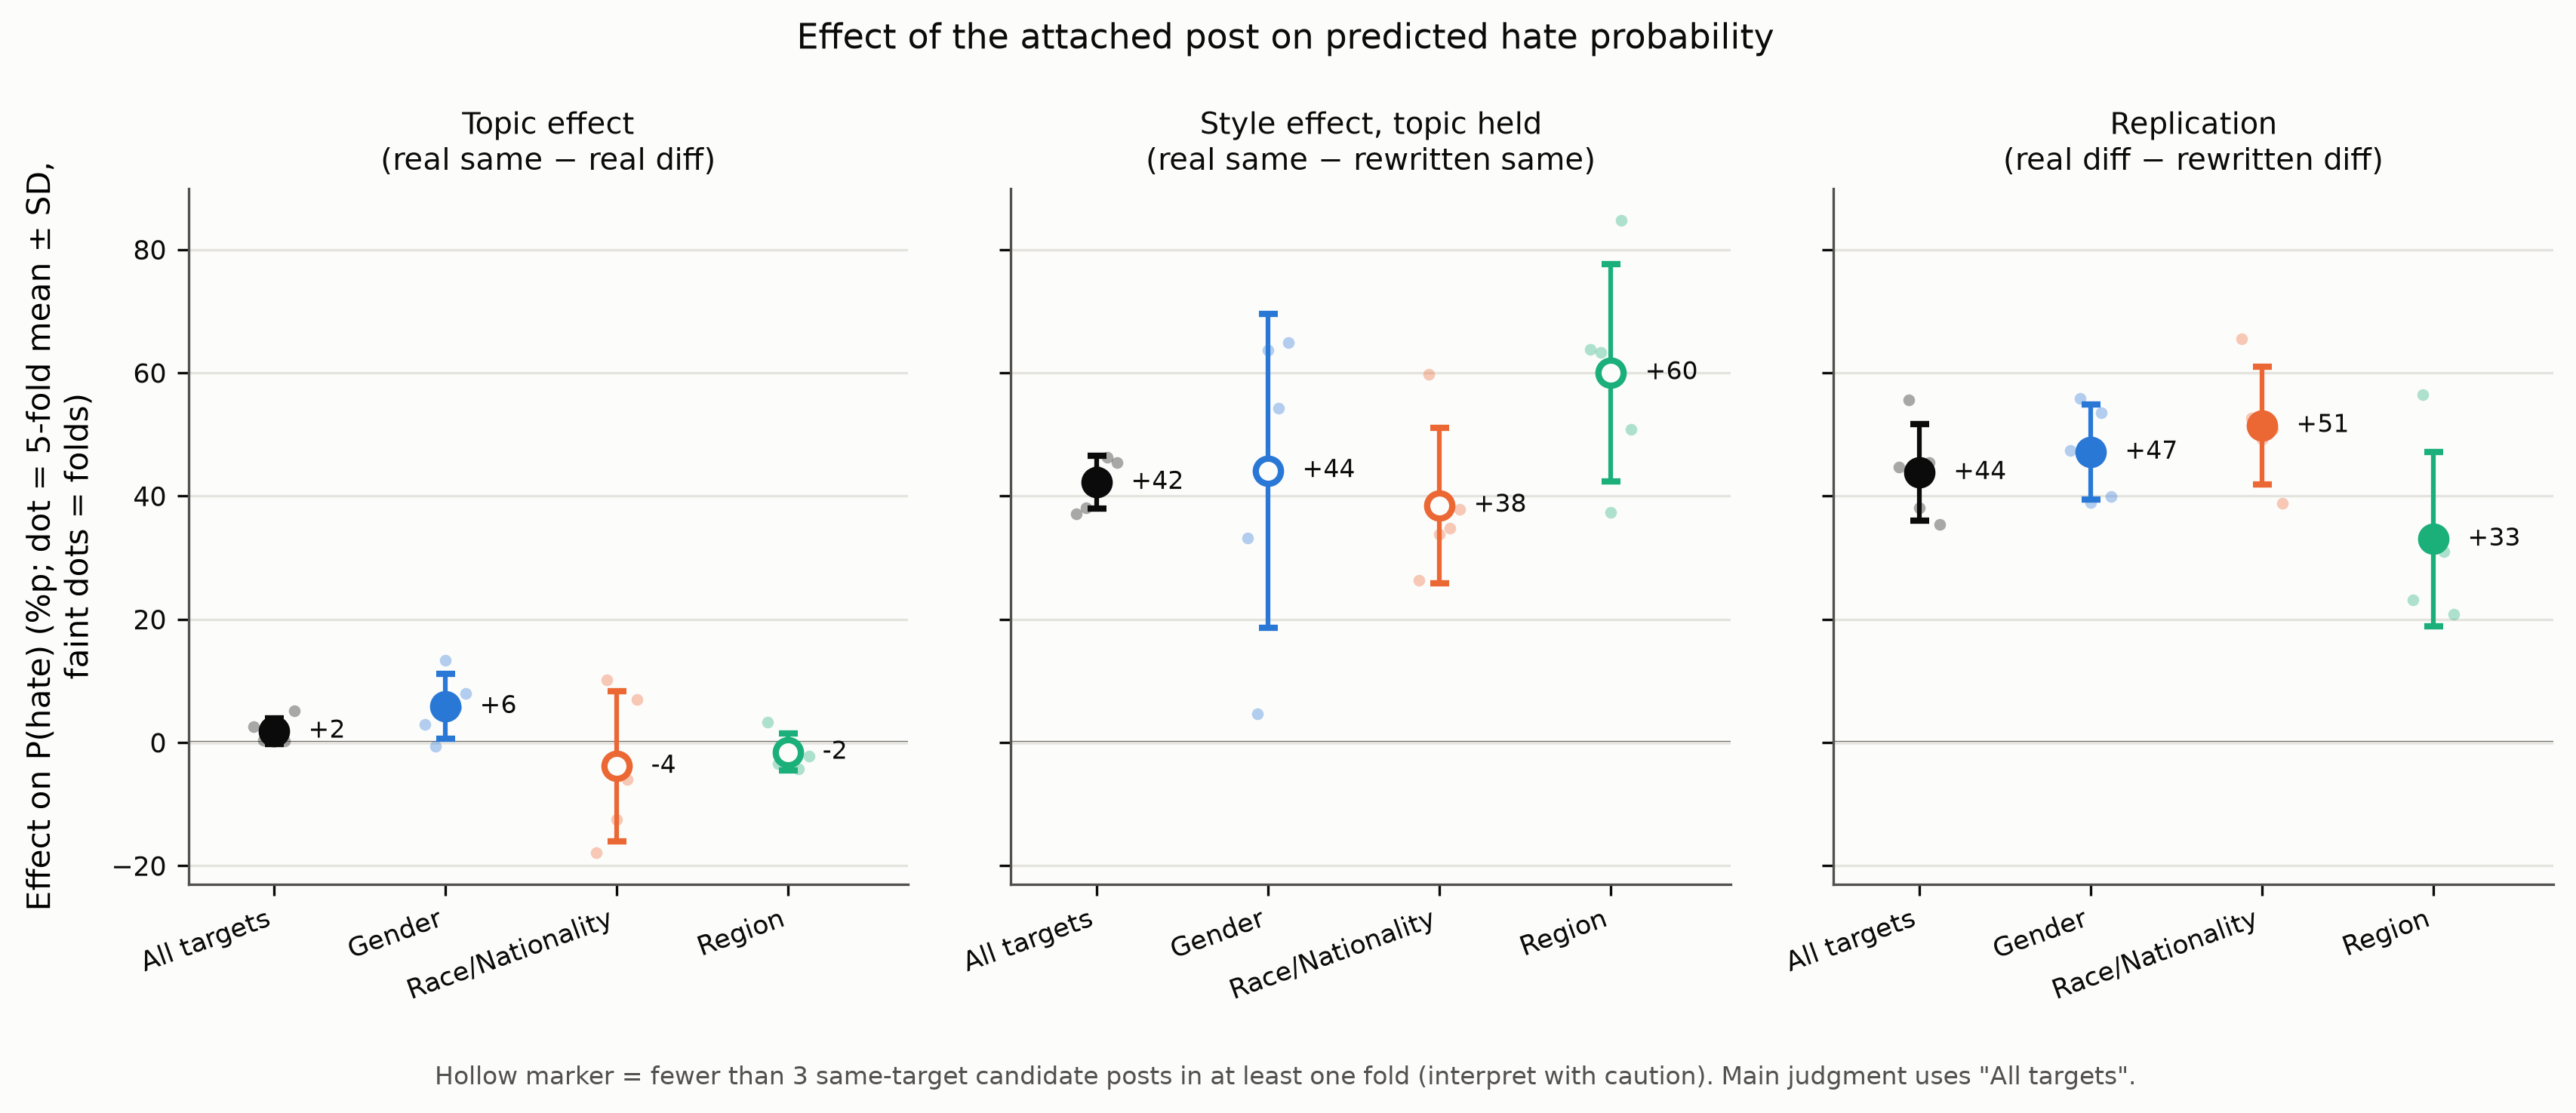 Effect of the attached post on predicted hate probability
Effect on P(hate) (%p; dot = 5-fold mean ± SD,
faint dots = folds)
Topic effect
(real same − real diff)
80
60
40
20
0
−20
+2
+6
-4
-2
All targets
Gender
Race/Nationality
Region
Style effect, topic held
(real same − rewritten same)
+42
+44
+38
+60
All targets
Gender
Race/Nationality
Region
Replication
(real diff − rewritten diff)
+44
+47
+51
+33
All targets
Gender
Race/Nationality
Region
Hollow marker = fewer than 3 same-target candidate posts in at least one fold (interpret with caution). Main judgment uses "All targets".